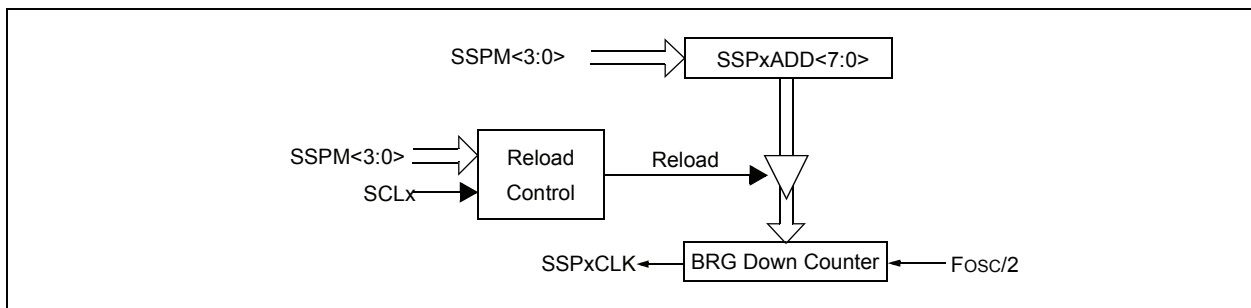 SSPM<3:0>
SSPxADD<7:0>
SSPM<3:0>
SCLx
Reload
Control
Reload
SSPxCLK
BRG Down Counter
FOSC/2